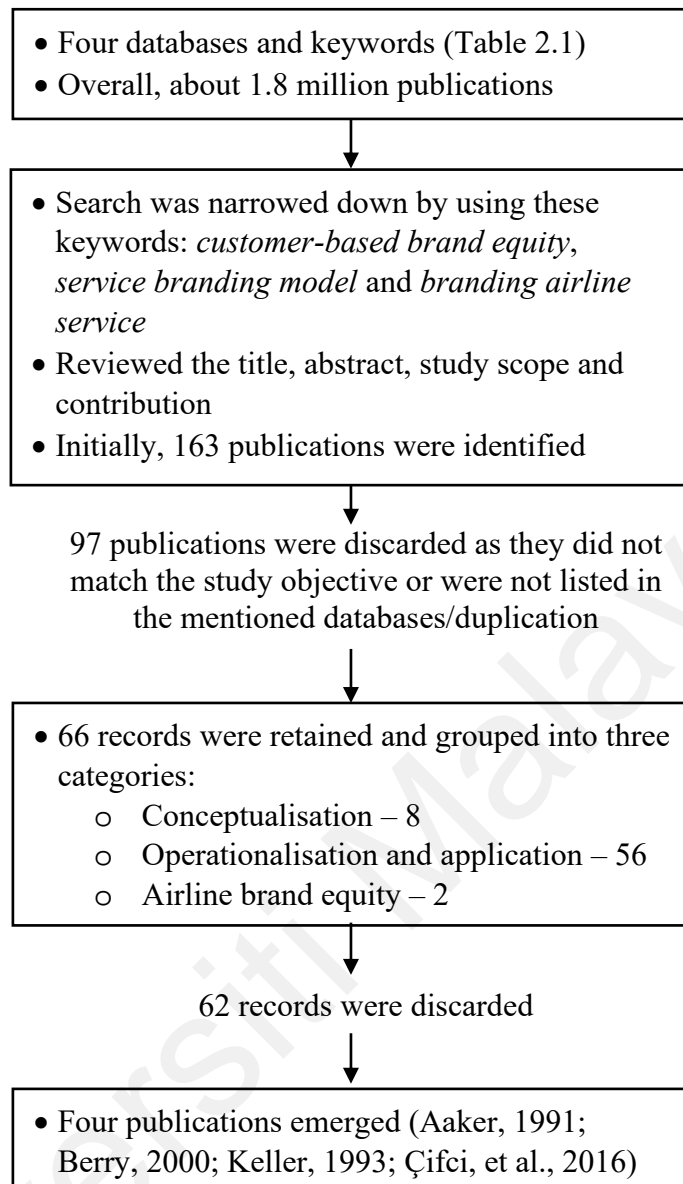 • Four databases and keywords (Table 2.1)
• Overall, about 1.8 million publications
• Search was narrowed down by using these
keywords: customer-based brand equity,
service branding model and branding airline
service
• Reviewed the title, abstract, study scope and
contribution
• Initially, 163 publications were identified
97 publications were discarded as they did not
match the study objective or were not listed in
the mentioned databases/duplication
• 66 records were retained and grouped into three
categories:
o Conceptualisation – 8
o Operationalisation and application – 56
o Airline brand equity – 2
62 records were discarded
• Four publications emerged (Aaker, 1991;
Berry, 2000; Keller, 1993; Çifci, et al., 2016)